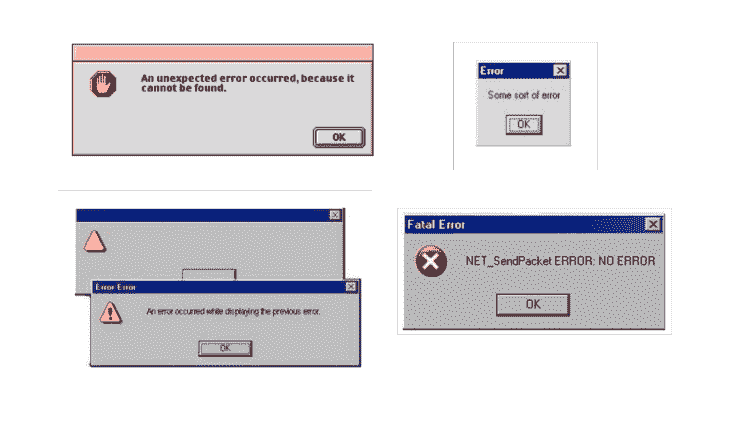 An unexpected error occurred, because it
cannot be found.
OK
Error
Some sort of error
OK
Error Error
An error occurred while displaying the previous error.
OK
Fatal Error
NET_SendPacket ERROR: NO ERROR
OK